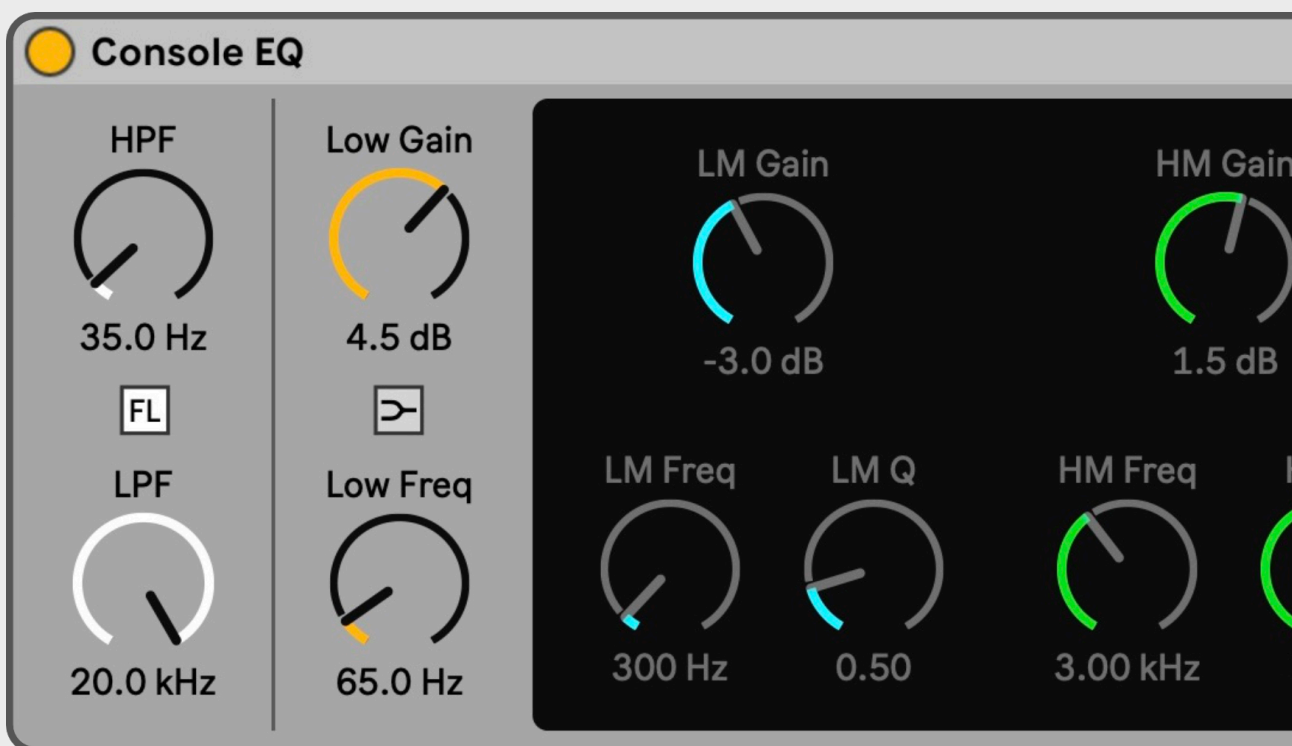 Console EQ
HPF
35.0 Hz
FL
LPF
20.0 kHz
Low Gain
4.5 dB
Low Freq
65.0 Hz
LM Gain
-3.0 dB
LM Freq
300 Hz
LM Q
0.50
HM Gain
1.5 dB
HM Freq
3.00 kHz